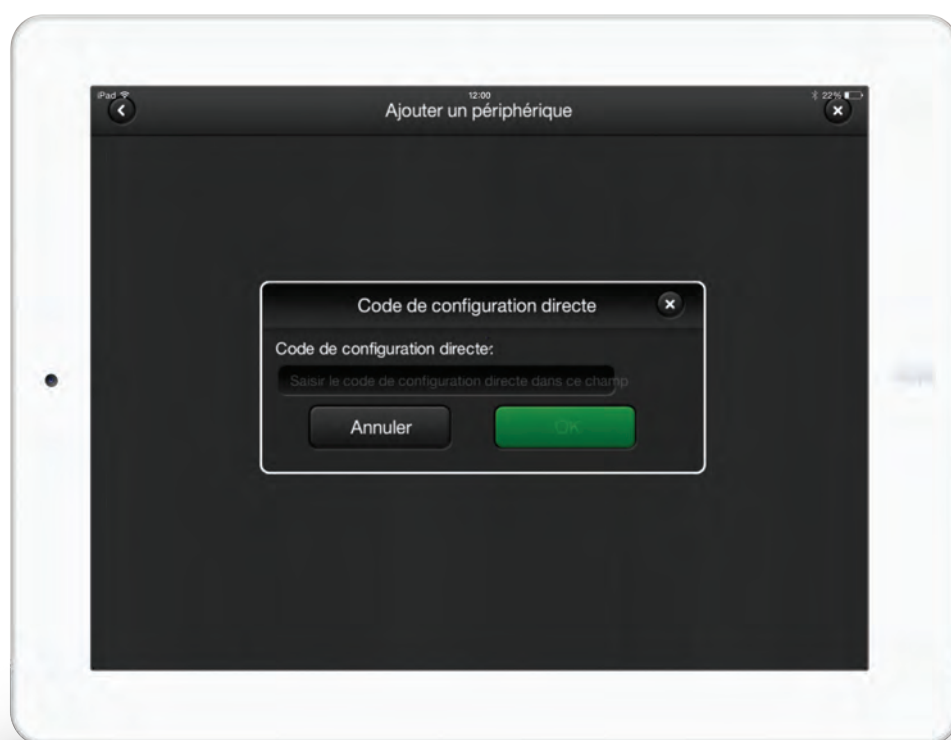 iPad
12:00
22%
Ajouter un périphérique
Code de configuration directe
Code de configuration directe:
Saisir le code de configuration directe dans ce champ
Annuler
OK